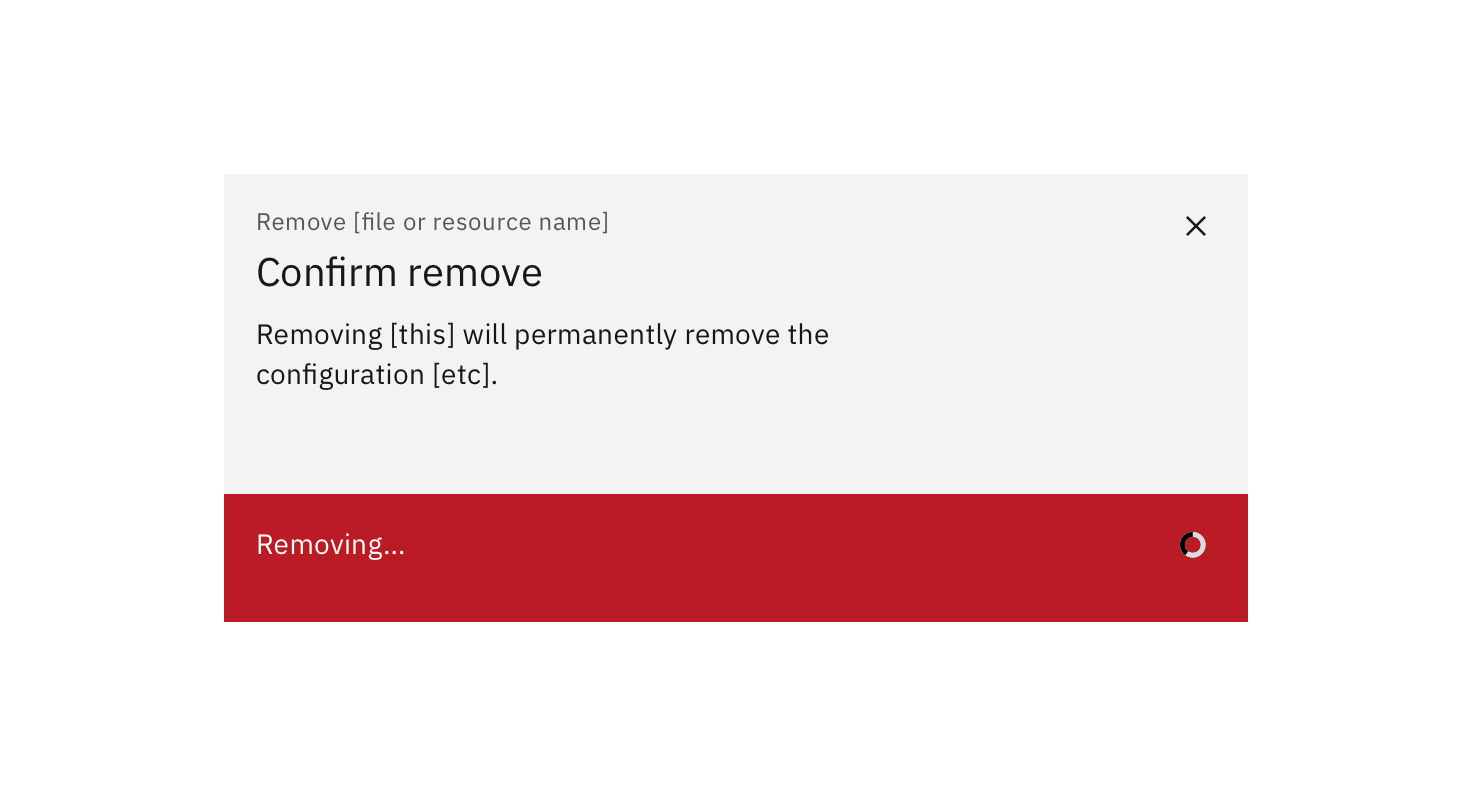 Remove [file or resource name]
Confirm remove
Removing [this] will permanently remove the
configuration [etc].
Removing...